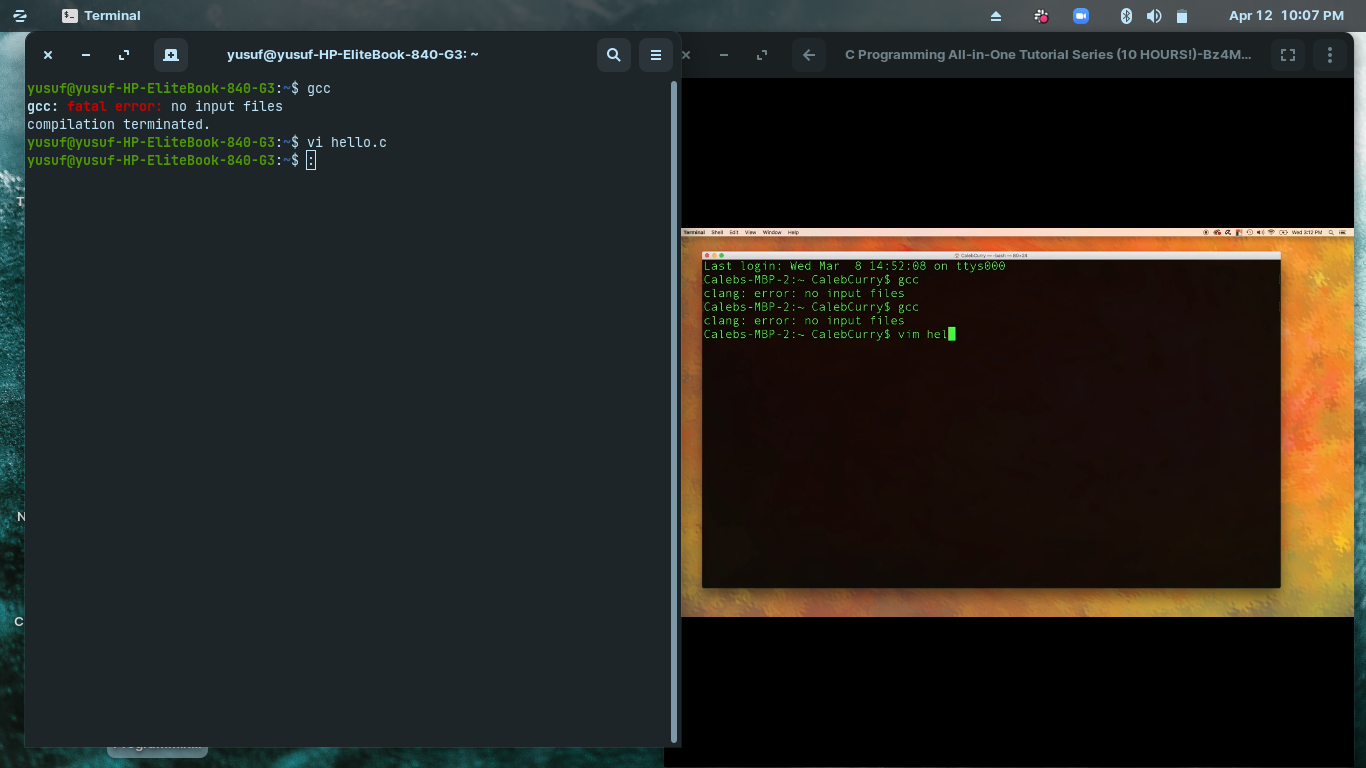 Terminal
Apr 12 10:07 PM
yusuf@yusuf-HP-EliteBook-840-G3: ~
yusuf@yusuf-HP-EliteBook-840-G3:~$ gcc
gcc: fatal error: no input files
compilation terminated.
yusuf@yusuf-HP-EliteBook-840-G3:~$ vi hello.c
yusuf@yusuf-HP-EliteBook-840-G3:~$ :
C Programming All-in-One Tutorial Series (10 HOURS!)-Bz4M...
Terminal Shell Edit View Window Help
Wed 3:12 PM
Last login: Wed Mar  8 14:52:08 on ttys000
Calebs-MBP-2:~ CalebCurry$ gcc
clang: error: no input files
Calebs-MBP-2:~ CalebCurry$ gcc
clang: error: no input files
Calebs-MBP-2:~ CalebCurry$ vim hel
T
N
C